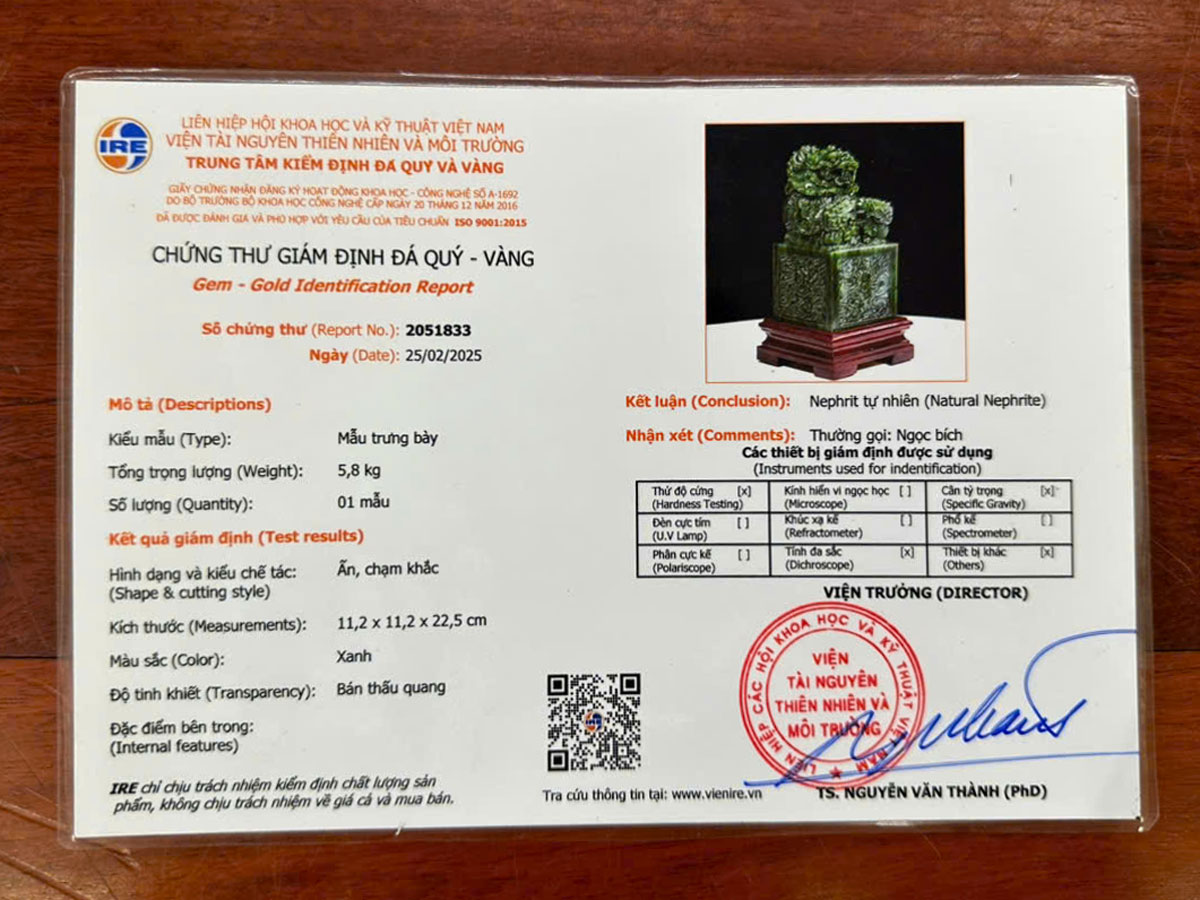 IRE
LIÊN HIỆP HỘI KHOA HỌC VÀ KỸ THUẬT VIỆT NAM
VIỆN TÀI NGUYÊN THIÊN NHIÊN VÀ MÔI TRƯỜNG
TRUNG TÂM KIỂM ĐỊNH ĐÁ QUÝ VÀ VÀNG
GIẤY CHỨNG NHẬN ĐĂNG KÝ HOẠT ĐỘNG KHOA HỌC - CÔNG NGHỆ SỐ A-1692
DO BỘ TRƯỞNG BỘ KHOA HỌC CÔNG NGHỆ CẤP NGÀY 20 THÁNG 12 NĂM 2016
ĐÃ ĐƯỢC ĐÁNH GIÁ VÀ PHÙ HỢP VỚI YÊU CẦU CỦA TIÊU CHUẨN ISO 9001:2015
CHỨNG THƯ GIÁM ĐỊNH ĐÁ QUÝ - VÀNG
Gem - Gold Identification Report
Số chứng thư (Report No.): 2051833
Ngày (Date): 25/02/2025
Mô tả (Descriptions)
Kiểu mẫu (Type): Mẫu trưng bày
Tổng trọng lượng (Weight): 5,8 kg
Số lượng (Quantity): 01 mẫu
Kết quả giám định (Test results)
Hình dạng và kiểu chế tác: Ấn, chạm khắc
(Shape & cutting style)
Kích thước (Measurements): 11,2 x 11,2 x 22,5 cm
Màu sắc (Color): Xanh
Độ tinh khiết (Transparency): Bán thấu quang
Đặc điểm bên trong:
(Internal features)
IRE chỉ chịu trách nhiệm kiểm định chất lượng sản
phẩm, không chịu trách nhiệm về giá cả và mua bán.
Kết luận (Conclusion): Nephrit tự nhiên (Natural Nephrite)
Nhận xét (Comments): Thường gọi: Ngọc bích
Các thiết bị giám định được sử dụng
(Instruments used for indentification)
Thử độ cứng [x] Kính hiển vi ngọc học [ ] Cân tỷ trọng [x]
(Hardness Testing) (Microscope) (Specific Gravity)
Đèn cực tím [ ] Khúc xạ kế [ ] Phổ kế [ ]
(U.V Lamp) (Refractometer) (Spectrometer)
Phân cực kế [ ] Tính đa sắc [x] Thiết bị khác [x]
(Polariscope) (Dichroscope) (Others)
VIỆN TRƯỞNG (DIRECTOR)
LIÊN HIỆP CÁC HỘI KHOA HỌC VÀ KỸ THUẬT VIỆT NAM
VIỆN
TÀI NGUYÊN
THIÊN NHIÊN VÀ
MÔI TRƯỜNG
IRE
Tra cứu thông tin tại: www.vienire.vn
TS. NGUYỄN VĂN THÀNH (PhD)